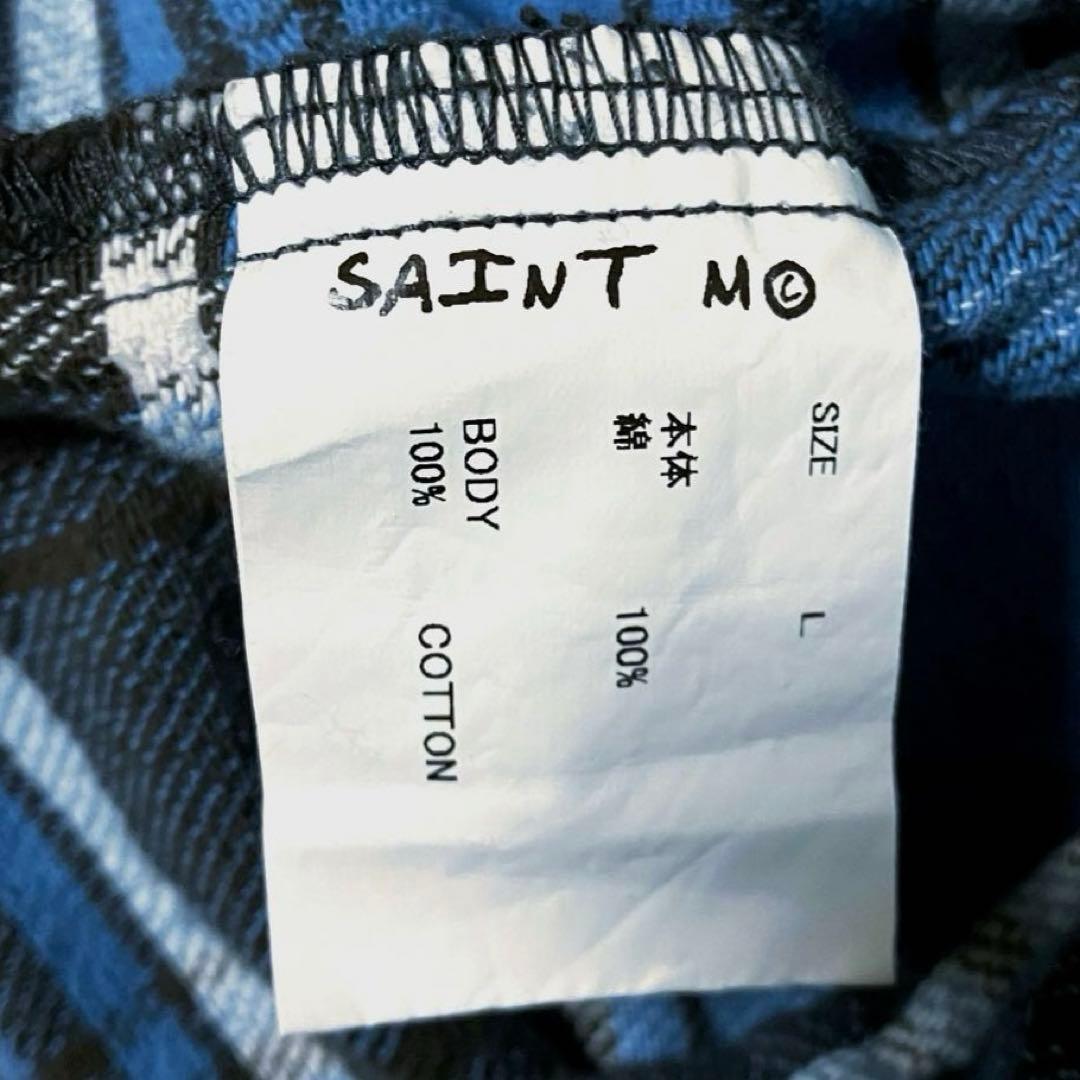 SAINT M©
SIZE L
本体
綿 100%
BODY
100% COTTON